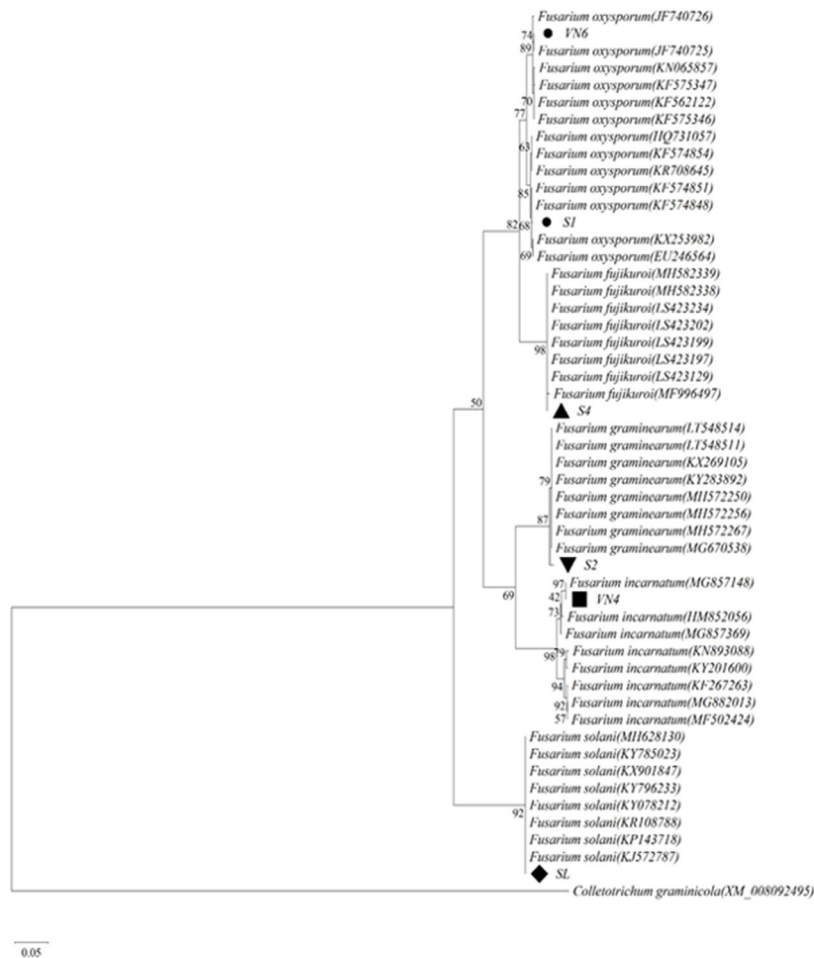 Fusarium oxysporum(JF740726)
74
VN6
89
Fusarium oxysporum(JF740725)
Fusarium oxysporum(KN065857)
Fusarium oxysporum(KF575347)
70
Fusarium oxysporum(KF562122)
77
Fusarium oxysporum(KF575346)
Fusarium oxysporum(HQ731057)
63
Fusarium oxysporum(KF574854)
Fusarium oxysporum(KR708645)
85
Fusarium oxysporum(KF574851)
Fusarium oxysporum(KF574848)
82
68
S1
Fusarium oxysporum(KX253982)
69
Fusarium oxysporum(EU246564)
Fusarium fujikuroi(MH582339)
Fusarium fujikuroi(MH582338)
Fusarium fujikuroi(LS423234)
Fusarium fujikuroi(LS423202)
Fusarium fujikuroi(LS423199)
98
Fusarium fujikuroi(LS423197)
Fusarium fujikuroi(LS423129)
Fusarium fujikuroi(MF996497)
50
S4
Fusarium graminearum(LT548514)
Fusarium graminearum(LT548511)
Fusarium graminearum(KX269105)
79
Fusarium graminearum(KY283892)
Fusarium graminearum(MH572250)
87
Fusarium graminearum(MH572256)
Fusarium graminearum(MH572267)
Fusarium graminearum(MG670538)
S2
97
Fusarium incarnatum(MG857148)
69
42
VN4
73
Fusarium incarnatum(HM852056)
Fusarium incarnatum(MG857369)
98
79
Fusarium incarnatum(KN893088)
Fusarium incarnatum(KY201600)
94
Fusarium incarnatum(KF267263)
92
Fusarium incarnatum(MG882013)
57
Fusarium incarnatum(MF502424)
Fusarium solani(MH628130)
Fusarium solani(KY785023)
Fusarium solani(KX901847)
Fusarium solani(KY796233)
92
Fusarium solani(KY078212)
Fusarium solani(KR108788)
Fusarium solani(KP143718)
Fusarium solani(KJ572787)
SL
Colletotrichum graminicola(XM_008092495)
0.05